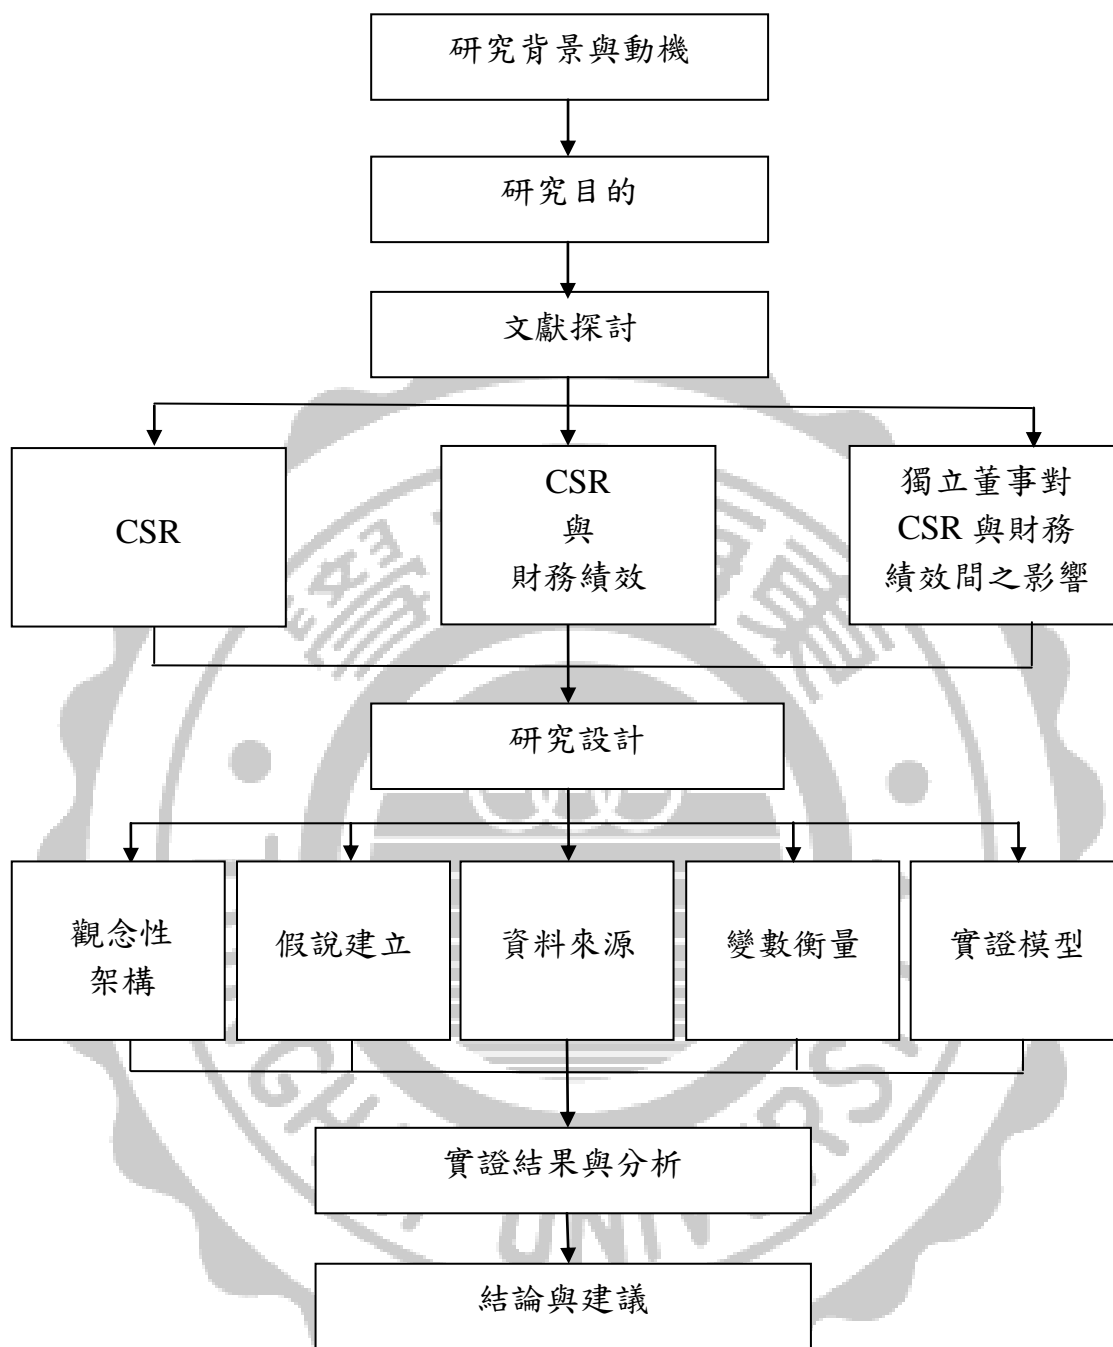 研究背景與動機
研究目的
文獻探討
CSR
CSR
與
財務績效
獨立董事對
CSR 與財務
績效間之影響
研究設計
觀念性
架構
假說建立
資料來源
變數衡量
實證模型
實證結果與分析
結論與建議